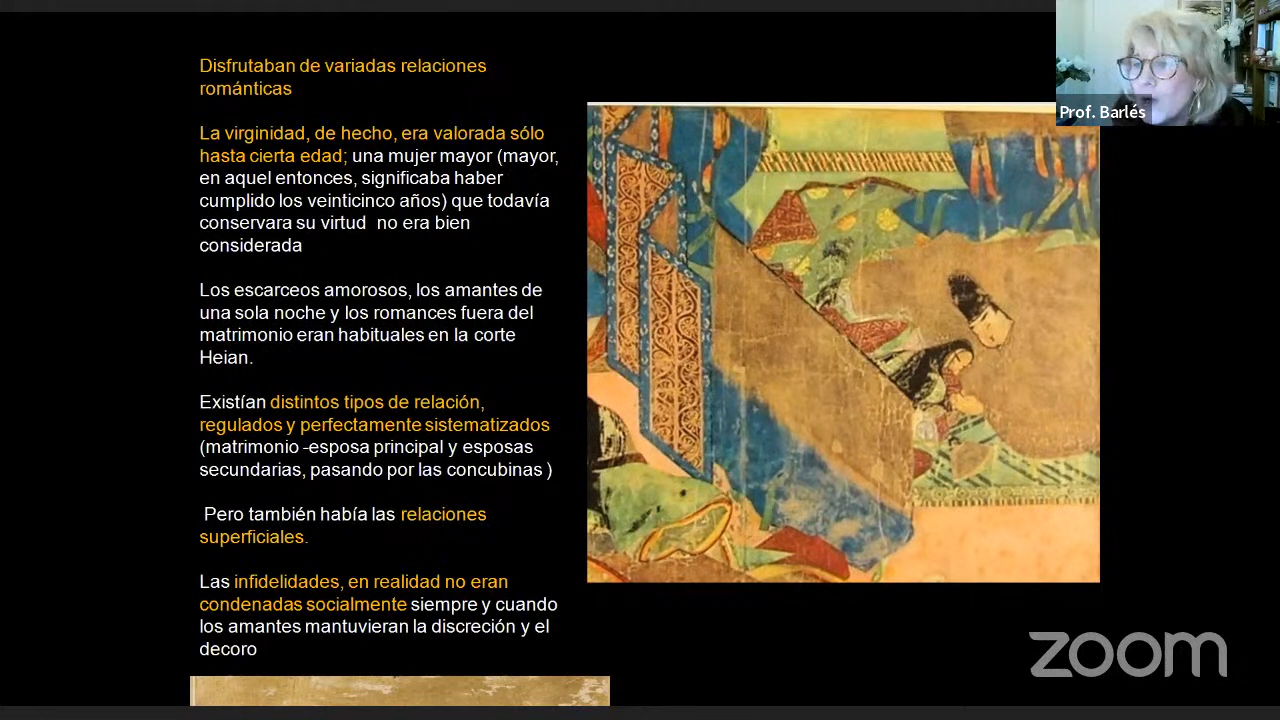 Disfrutaban de variadas relaciones
románticas
La virginidad, de hecho, era valorada sólo
hasta cierta edad; una mujer mayor (mayor,
en aquel entonces, significaba haber
cumplido los veinticinco años) que todavía
conservara su virtud no era bien
considerada
Los escarceos amorosos, los amantes de
una sola noche y los romances fuera del
matrimonio eran habituales en la corte
Heian.
Existían distintos tipos de relación,
regulados y perfectamente sistematizados
(matrimonio -esposa principal y esposas
secundarias, pasando por las concubinas )
Pero también había las relaciones
superficiales.
Las infidelidades, en realidad no eran
condenadas socialmente siempre y cuando
los amantes mantuvieran la discreción y el
decoro
Prof. Barlés
zoom